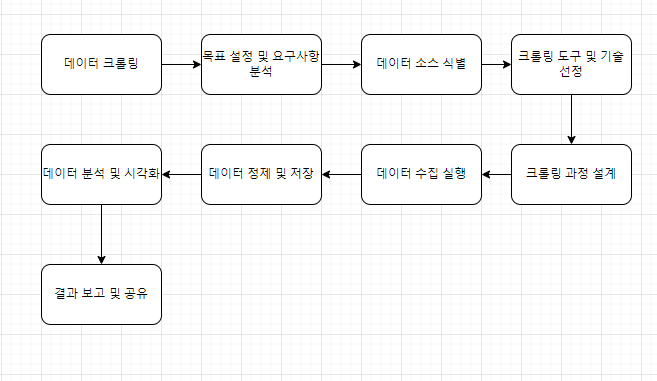 데이터 크롤링
목표 설정 및 요구사항
분석
데이터 소스 식별
크롤링 도구 및 기술
선정
크롤링 과정 설계
데이터 수집 실행
데이터 정제 및 저장
데이터 분석 및 시각화
결과 보고 및 공유